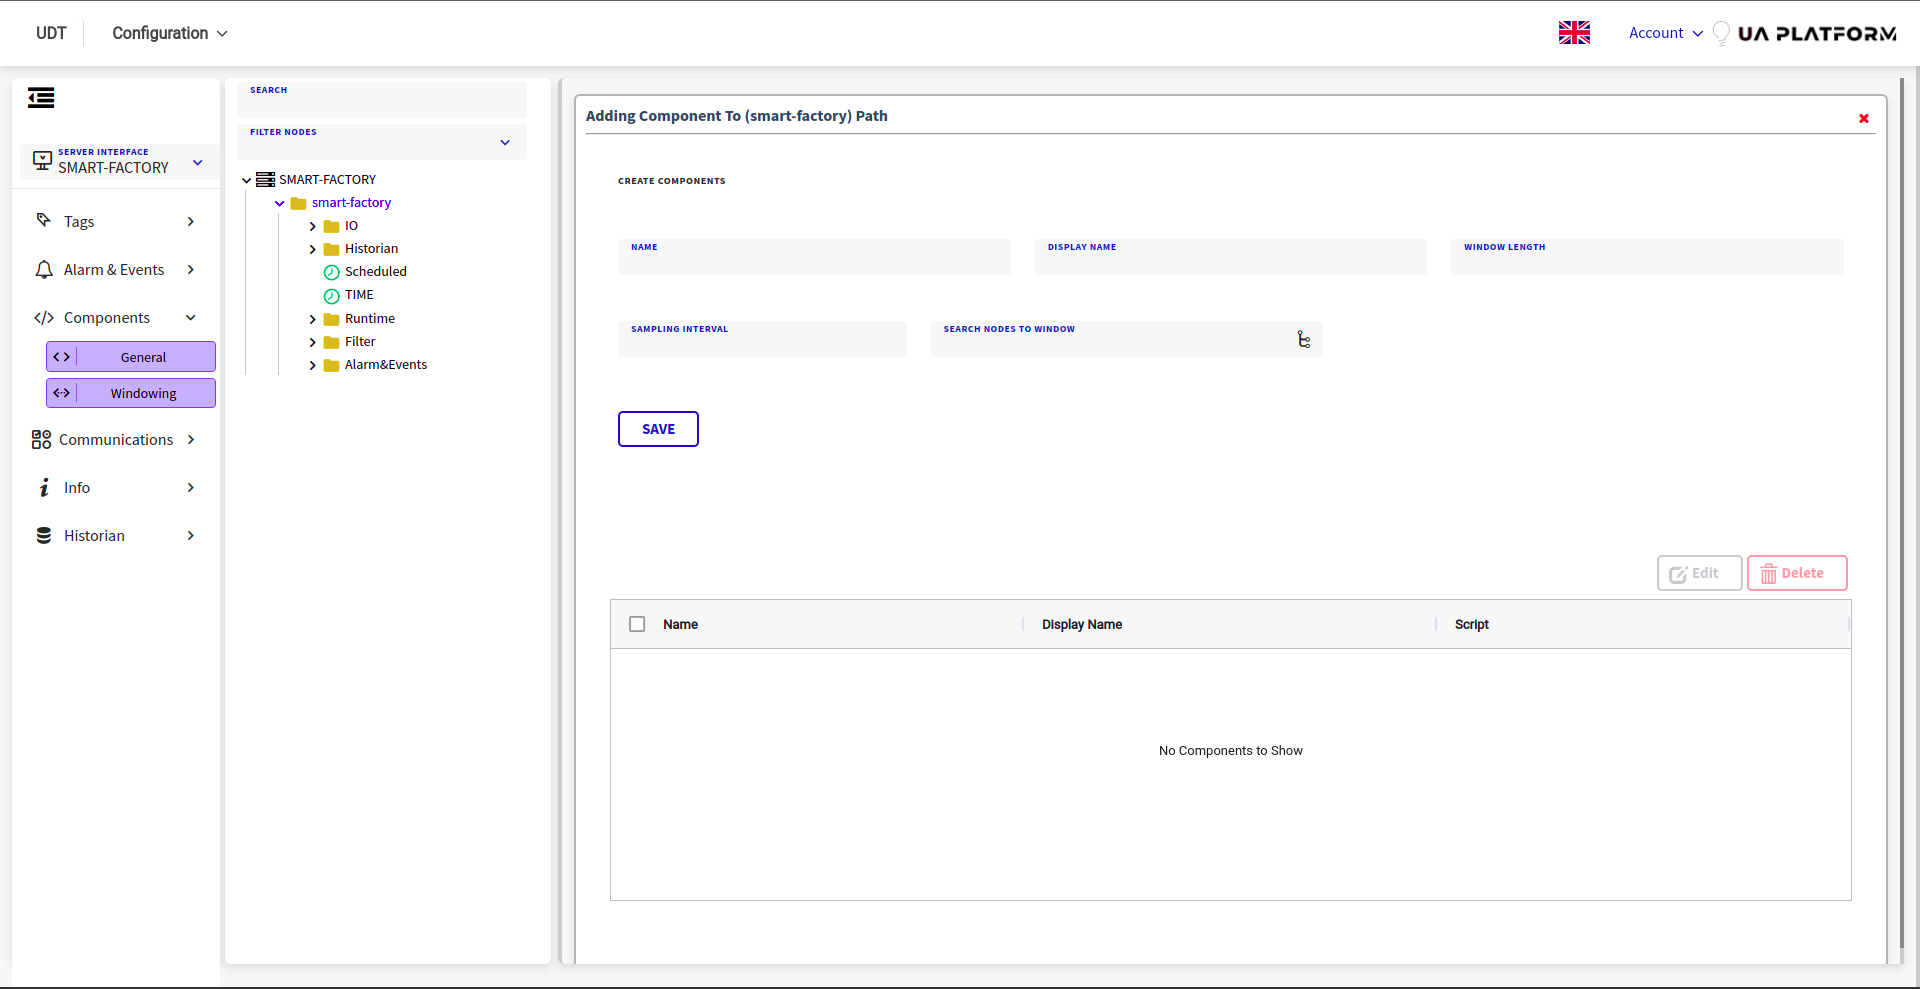 UDT
Configuration
Account
UA PLATFORM
SERVER INTERFACE
SMART-FACTORY
Tags
Alarm & Events
Components
General
Windowing
Communications
Info
Historian
SEARCH
FILTER NODES
SMART-FACTORY
smart-factory
IO
Historian
Scheduled
TIME
Runtime
Filter
Alarm&Events
Adding Component To (smart-factory) Path
CREATE COMPONENTS
NAME
DISPLAY NAME
WINDOW LENGTH
SAMPLING INTERVAL
SEARCH NODES TO WINDOW
SAVE
Edit
Delete
Name
Display Name
Script
No Components to Show